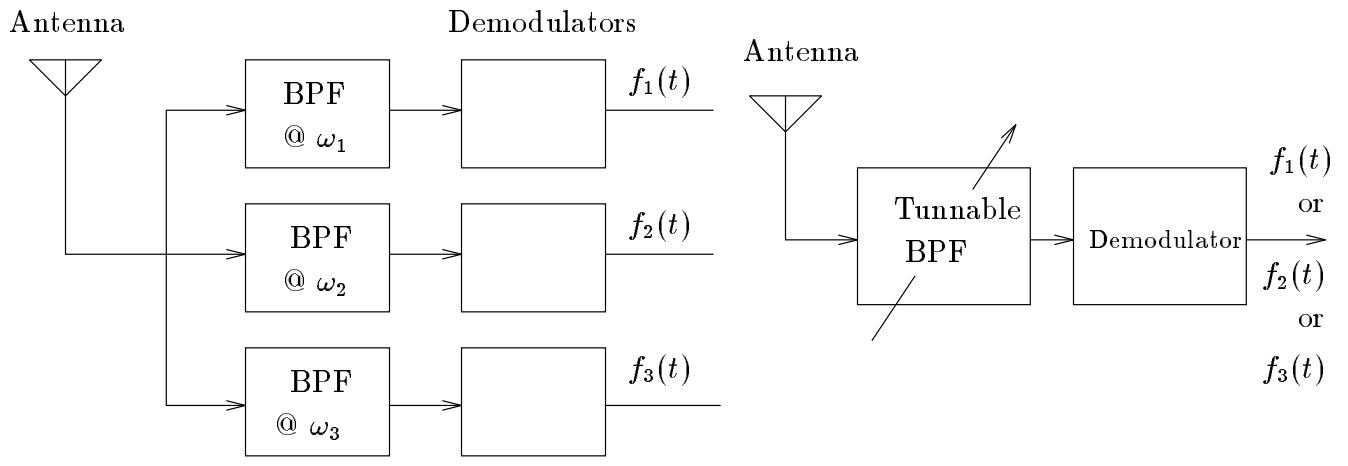 Antenna
Demodulators
BPF
@ ω₁
f₁(t)
BPF
@ ω₂
f₂(t)
BPF
@ ω₃
f₃(t)
Antenna
Tunnable
BPF
Demodulator
f₁(t)
or
f₂(t)
or
f₃(t)